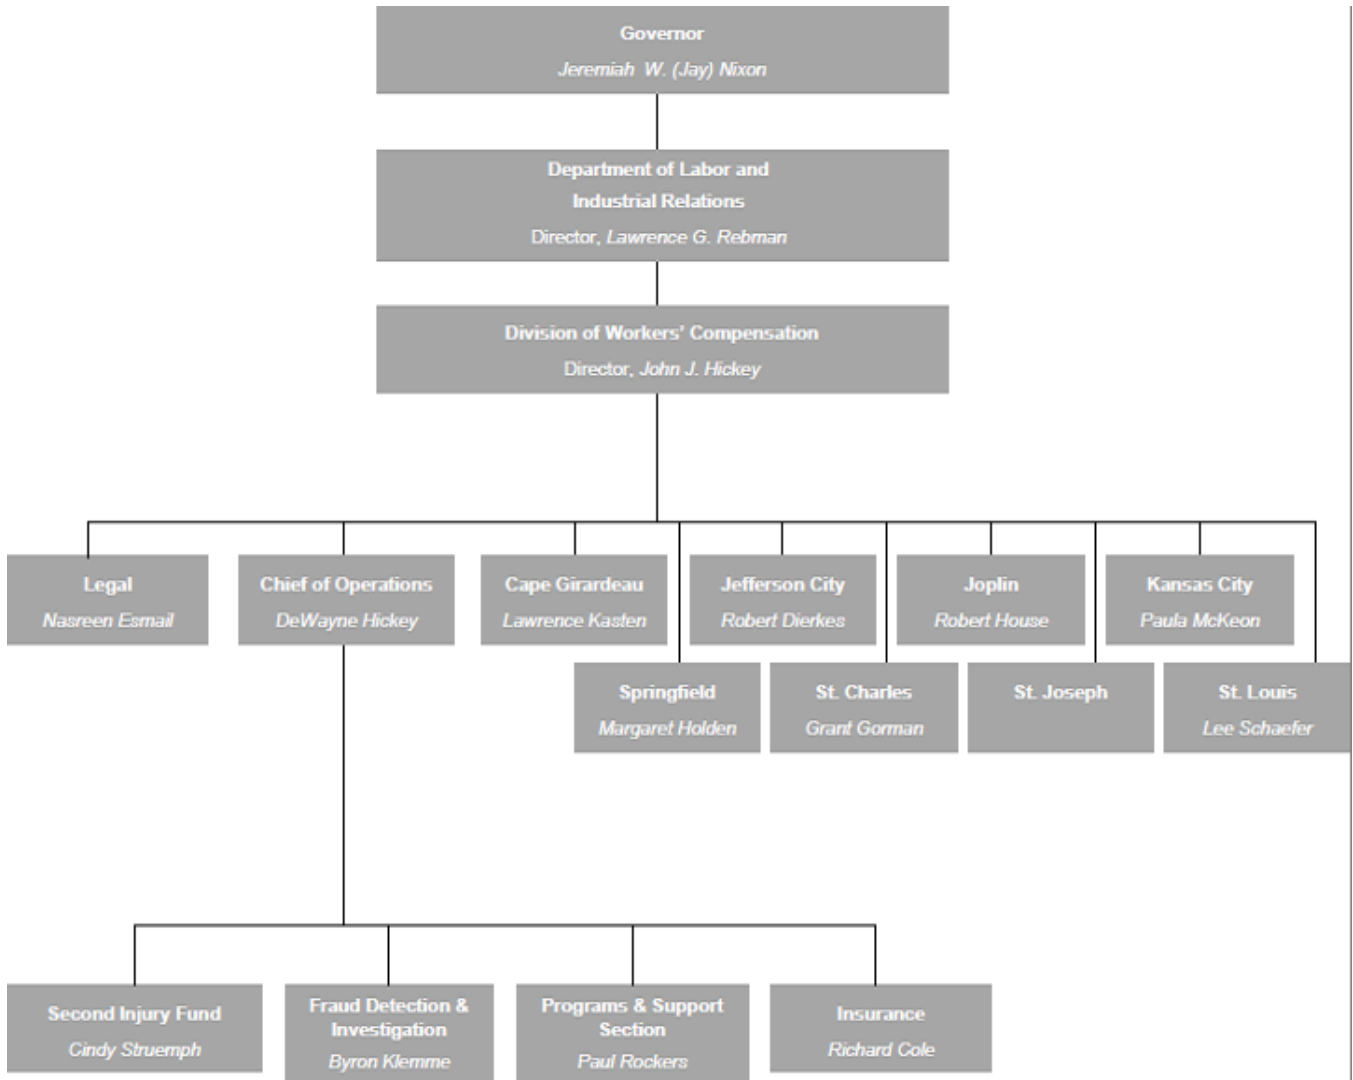 Governor
Jeremiah W. (Jay) Nixon
Department of Labor and
Industrial Relations
Director, Lawrence G. Rebman
Division of Workers' Compensation
Director, John J. Hickey
Legal
Nasreen Esmail
Chief of Operations
DeWayne Hickey
Cape Girardeau
Lawrence Kasten
Jefferson City
Robert Dierkes
Joplin
Robert House
Kansas City
Paula McKeon
Springfield
Margaret Holden
St. Charles
Grant Gorman
St. Joseph
St. Louis
Lee Schaefer
Second Injury Fund
Cindy Struemph
Fraud Detection &
Investigation
Byron Klemme
Programs & Support
Section
Paul Rockers
Insurance
Richard Cole